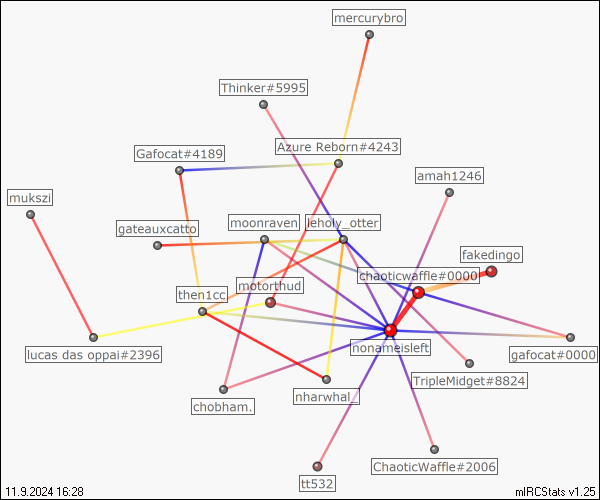 mercurybro
Thinker#5995
Azure Reborn#4243
Gafocat#4189
amah1246
mukszi
gateauxcatto
moonraven
leholy_otter
fakedingo
chaoticwaffle#0000
motorthud
then1cc
nonameisleft
lucas das oppai#2396
gafocat#0000
TripleMidget#8824
nharwhal_
chobham.
ChaoticWaffle#2006
tt532
11.9.2024 16:28
mIRCStats v1.25